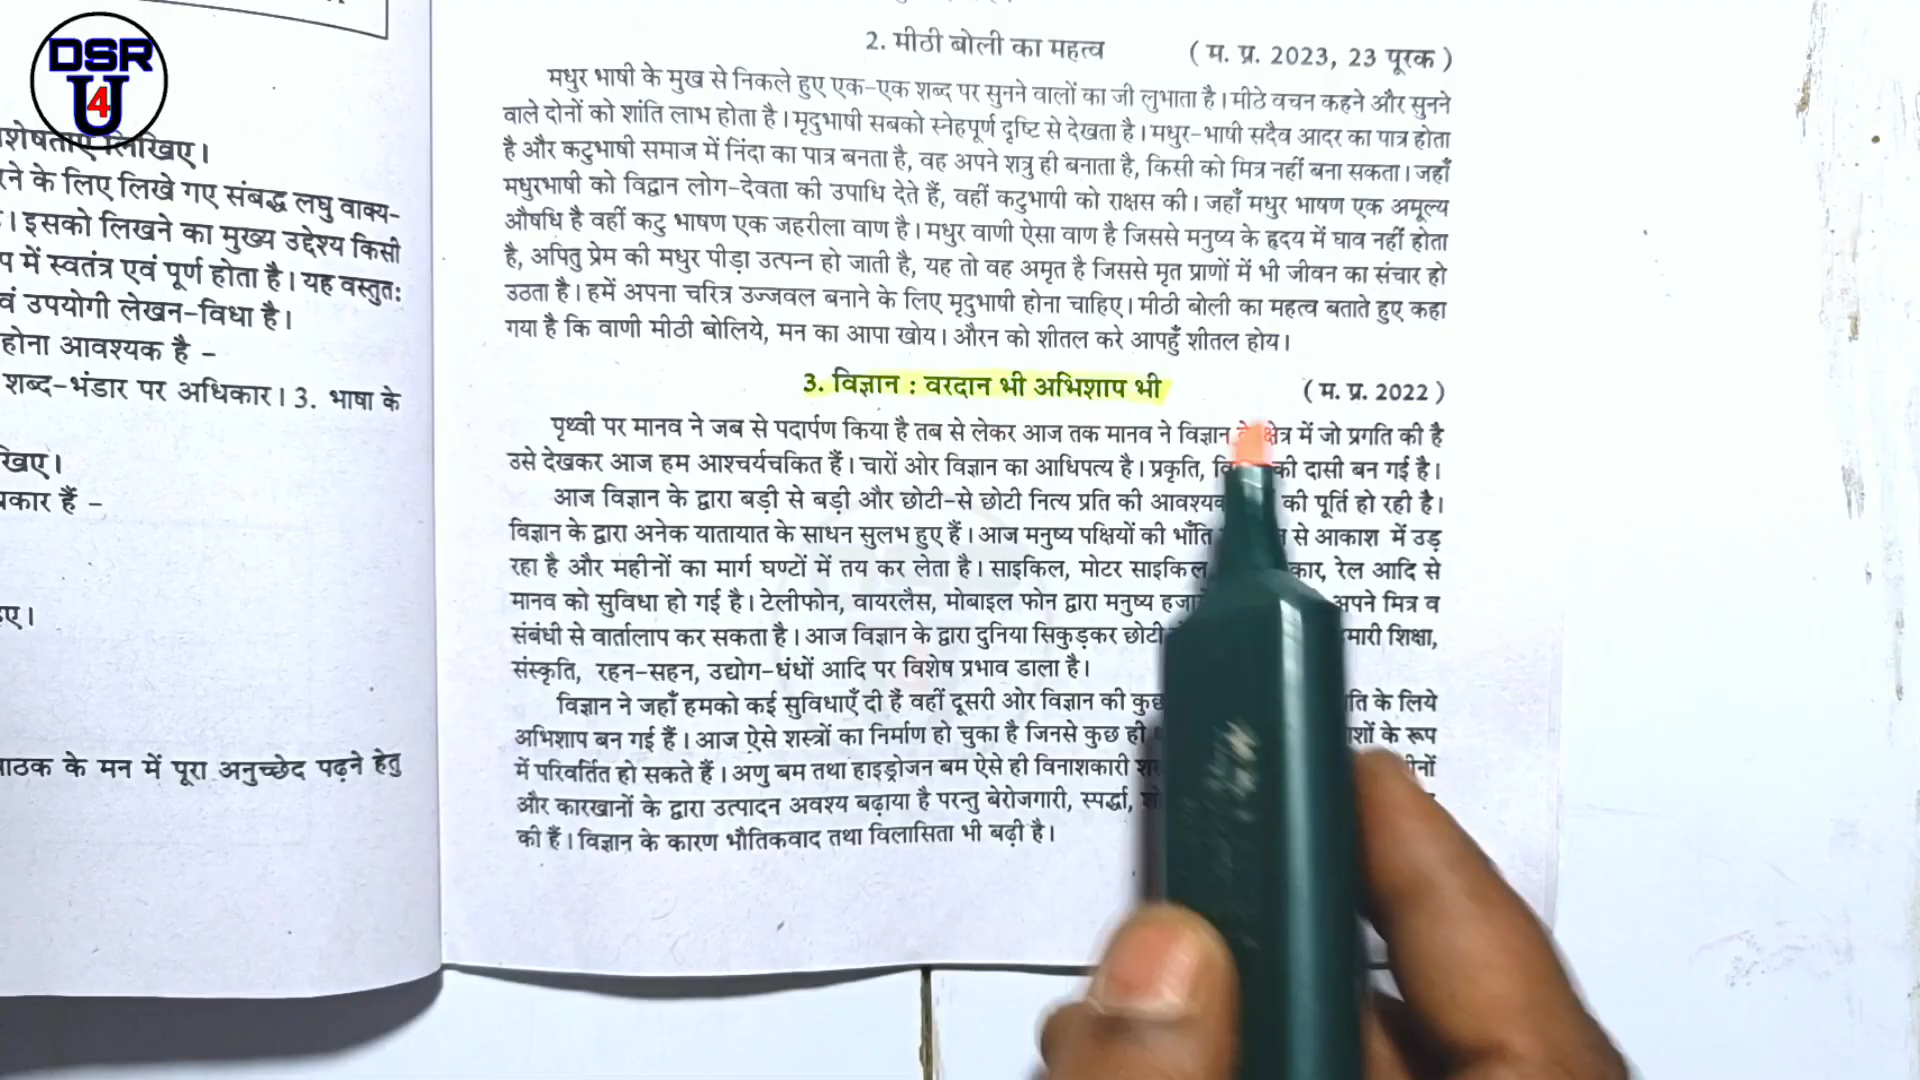 DSR
U
4
शेषताएँ लिखिए।
रने के लिए लिखे गए संबद्ध लघु वाक्य-
। इसको लिखने का मुख्य उद्देश्य किसी
प में स्वतंत्र एवं पूर्ण होता है। यह वस्तुत:
वं उपयोगी लेखन-विधा है।
होना आवश्यक है -
शब्द-भंडार पर अधिकार। 3. भाषा के
खिए।
प्रकार हैं -
ए।
पाठक के मन में पूरा अनुच्छेद पढ़ने हेतु
2. मीठी बोली का महत्व ( म. प्र. 2023, 23 पूरक )
मधुर भाषी के मुख से निकले हुए एक-एक शब्द पर सुनने वालों का जी लुभाता है। मीठे वचन कहने और सुनने
वाले दोनों को शांति लाभ होता है। मृदुभाषी सबको स्नेहपूर्ण दृष्टि से देखता है। मधुर-भाषी सदैव आदर का पात्र होता
है और कटुभाषी समाज में निंदा का पात्र बनता है, वह अपने शत्रु ही बनाता है, किसी को मित्र नहीं बना सकता। जहाँ
मधुरभाषी को विद्वान लोग-देवता की उपाधि देते हैं, वहीं कटुभाषी को राक्षस की। जहाँ मधुर भाषण एक अमूल्य
औषधि है वहीं कटु भाषण एक जहरीला वाण है। मधुर वाणी ऐसा वाण है जिससे मनुष्य के हृदय में घाव नहीं होता
है, अपितु प्रेम की मधुर पीड़ा उत्पन्न हो जाती है, यह तो वह अमृत है जिससे मृत प्राणों में भी जीवन का संचार हो
उठता है। हमें अपना चरित्र उज्जवल बनाने के लिए मृदुभाषी होना चाहिए। मीठी बोली का महत्व बताते हुए कहा
गया है कि वाणी मीठी बोलिये, मन का आपा खोय। औरन को शीतल करे आपहुँ शीतल होय।
3. विज्ञान : वरदान भी अभिशाप भी ( म. प्र. 2022 )
पृथ्वी पर मानव ने जब से पदार्पण किया है तब से लेकर आज तक मानव ने विज्ञान के क्षेत्र में जो प्रगति की है
उसे देखकर आज हम आश्चर्यचकित हैं। चारों ओर विज्ञान का आधिपत्य है। प्रकृति, की दासी बन गई है।
आज विज्ञान के द्वारा बड़ी से बड़ी और छोटी-से छोटी नित्य प्रति की की पूर्ति हो रही है।
विज्ञान के द्वारा अनेक यातायात के साधन सुलभ हुए हैं। आज मनुष्य पक्षियों की भाँति से आकाश में उड़
रहा है और महीनों का मार्ग घण्टों में तय कर लेता है। साइकिल, मोटर साइकिल कार, रेल आदि से
मानव को सुविधा हो गई है। टेलीफोन, वायरलैस, मोबाइल फोन द्वारा मनुष्य अपने मित्र व
संबंधी से वार्तालाप कर सकता है। आज विज्ञान के द्वारा दुनिया सिकुड़कर छोटी मारी शिक्षा,
संस्कृति, रहन-सहन, उद्योग-धंधों आदि पर विशेष प्रभाव डाला है।
विज्ञान ने जहाँ हमको कई सुविधाएँ दी हैं वहीं दूसरी ओर विज्ञान की कुछ ति के लिये
अभिशाप बन गई हैं। आज ऐसे शस्त्रों का निर्माण हो चुका है जिनसे कुछ ही के रूप
में परिवर्तित हो सकते हैं। अणु बम तथा हाइड्रोजन बम ऐसे ही विनाशकारी
और कारखानों के द्वारा उत्पादन अवश्य बढ़ाया है परन्तु बेरोजगारी, स्पर्द्धा,
की हैं। विज्ञान के कारण भौतिकवाद तथा विलासिता भी बढ़ी है।